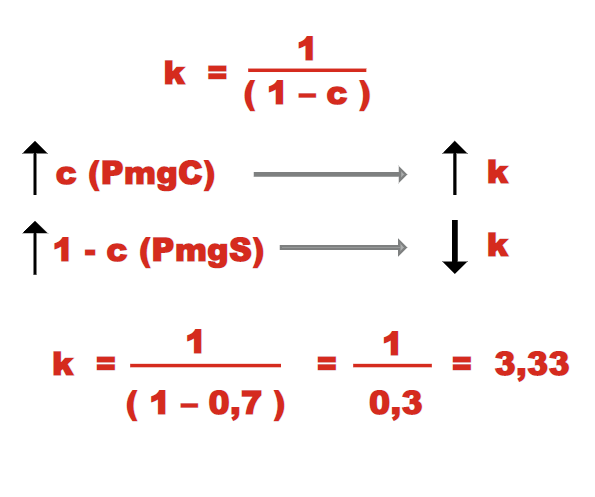 k = 1 / ( 1 – c )
↑ c (PmgC) → ↑ k
↑ 1 - c (PmgS) → ↓ k
k = 1 / ( 1 – 0,7 ) = 1 / 0,3 = 3,33